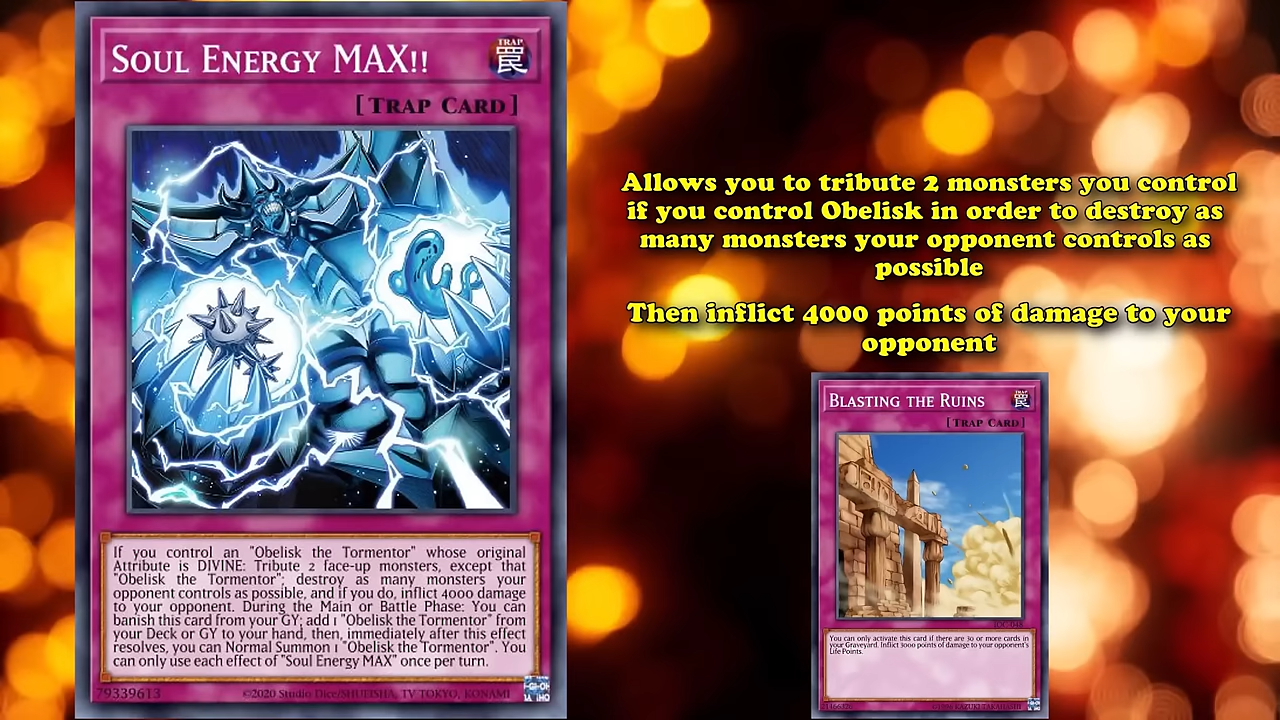 SOUL ENERGY MAX!!
TRAP
罠
[TRAP CARD]
If you control an "Obelisk the Tormentor" whose original
Attribute is DIVINE: Tribute 2 face-up monsters, except that
"Obelisk the Tormentor"; destroy as many monsters your
opponent controls as possible, and if you do, inflict 4000 damage
to your opponent. During the Main or Battle Phase: You can
banish this card from your GY; add 1 "Obelisk the Tormentor" from
your Deck or GY to your hand, then, immediately after this effect
resolves, you can Normal Summon 1 "Obelisk the Tormentor". You
can only use each effect of "Soul Energy MAX" once per turn.
79339613
©2020 Studio Dice/SHUEISHA, TV TOKYO, KONAMI
Allows you to tribute 2 monsters you control
if you control Obelisk in order to destroy as
many monsters your opponent controls as
possible
Then inflict 4000 points of damage to your
opponent
BLASTING THE RUINS
TRAP
罠
[TRAP CARD]
You can only activate this card if there are 30 or more cards in
your Graveyard. Inflict 3000 points of damage to your opponent's
Life Points.
©1996 KAZUKI TAKAHASHI